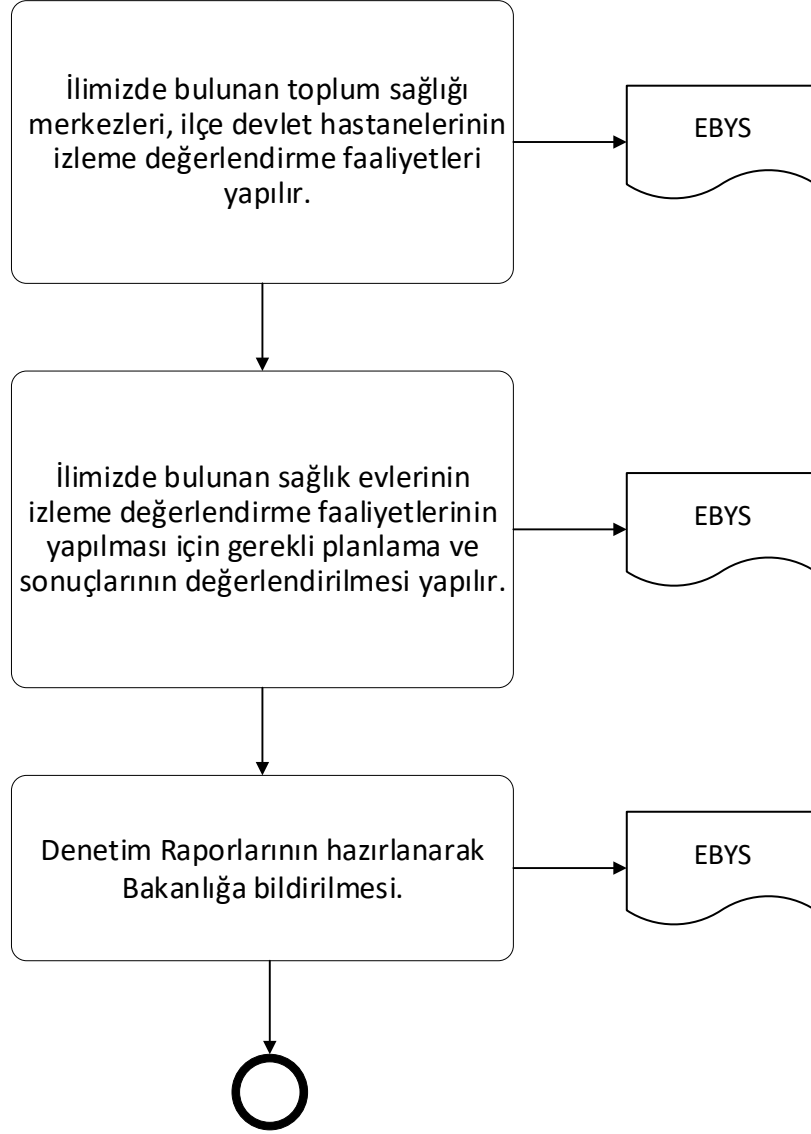 İlimizde bulunan toplum sağlığı
merkezleri, ilçe devlet hastanelerinin
izleme değerlendirme faaliyetleri
yapılır.
EBYS
İlimizde bulunan sağlık evlerinin
izleme değerlendirme faaliyetlerinin
yapılması için gerekli planlama ve
sonuçlarının değerlendirilmesi yapılır.
EBYS
Denetim Raporlarının hazırlanarak
Bakanlığa bildirilmesi.
EBYS